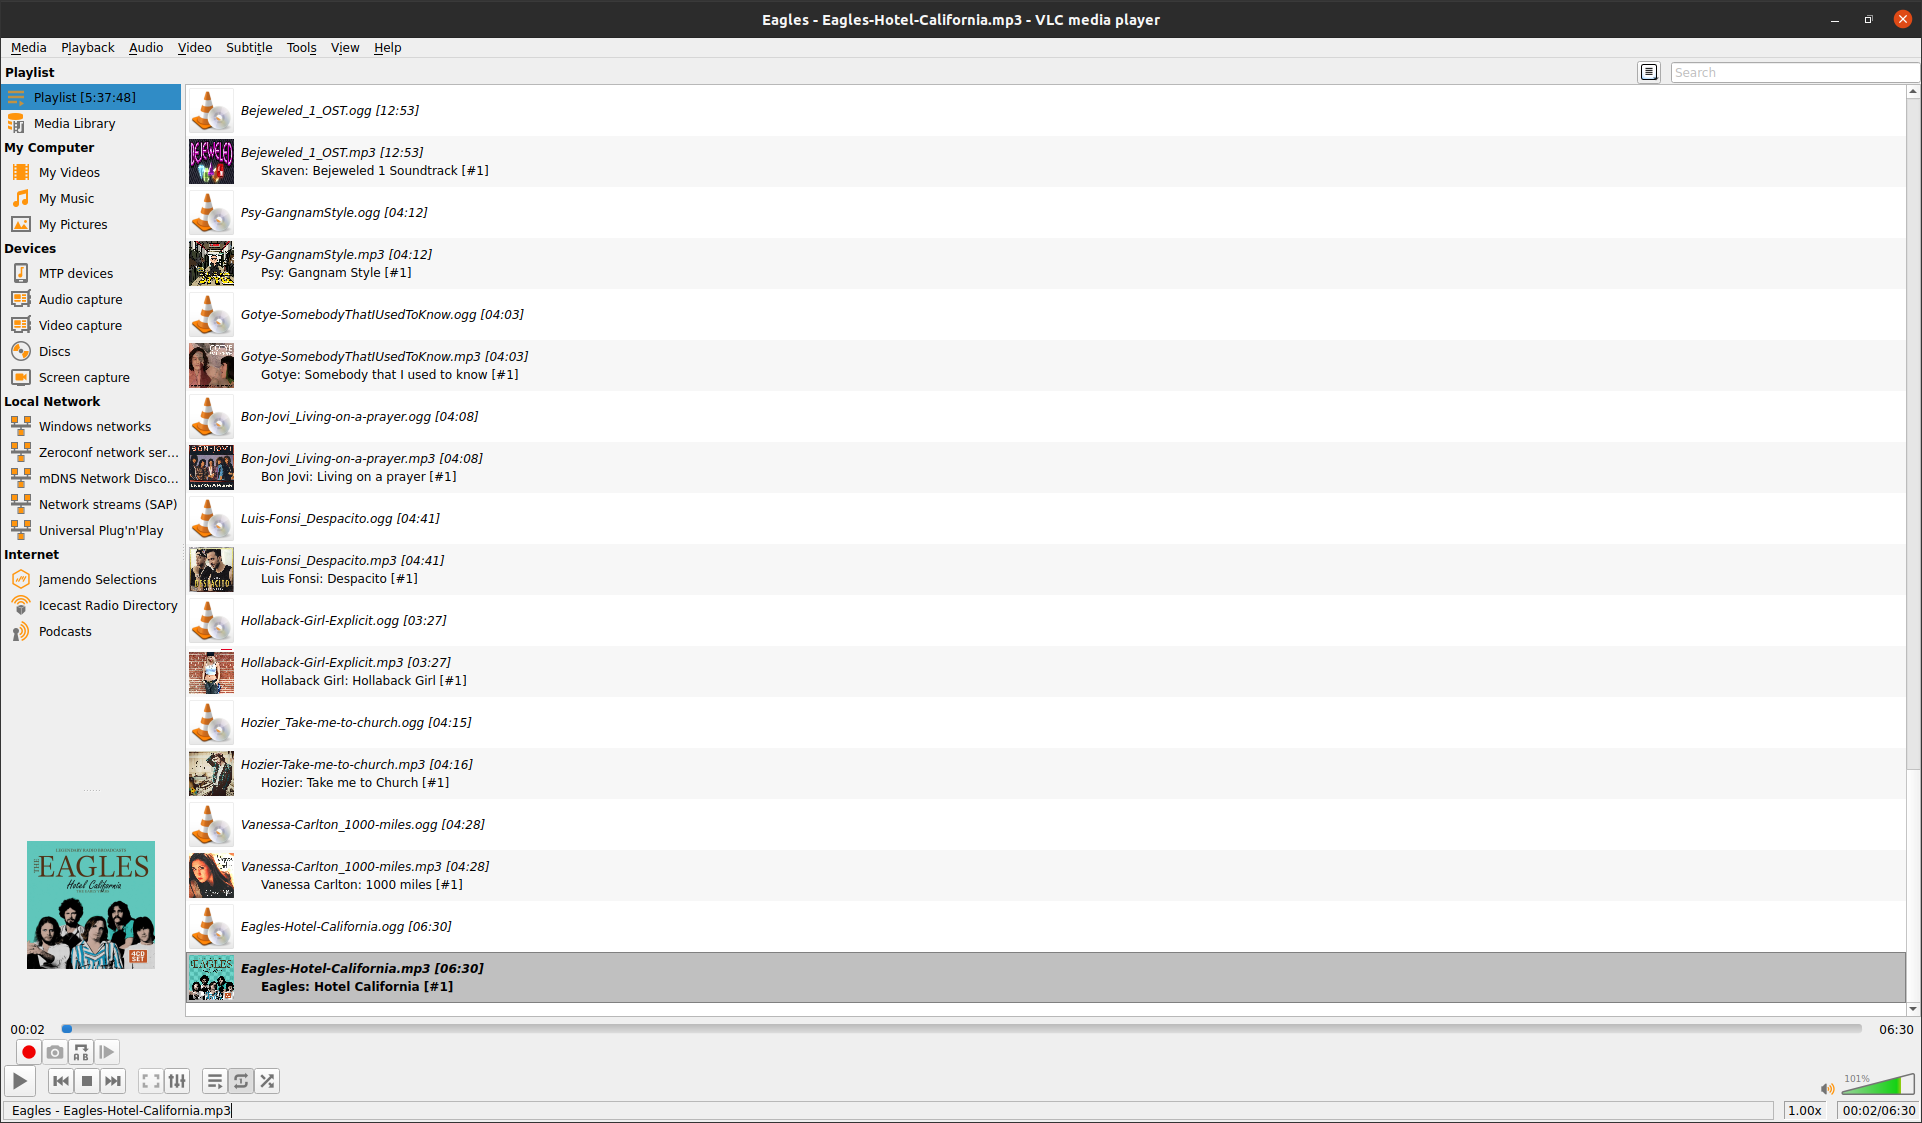 Eagles - Eagles-Hotel-California.mp3 - VLC media player
Media Playback Audio Video Subtitle Tools View Help
Playlist
Search
Playlist [5:37:48]
Media Library
My Computer
My Videos
My Music
My Pictures
Devices
MTP devices
Audio capture
Video capture
Discs
Screen capture
Local Network
Windows networks
Zeroconf network ser...
mDNS Network Disco...
Network streams (SAP)
Universal Plug'n'Play
Internet
Jamendo Selections
Icecast Radio Directory
Podcasts
Bejeweled_1_OST.ogg [12:53]
BEJEWELED
Bejeweled_1_OST.mp3 [12:53]
Skaven: Bejeweled 1 Soundtrack [#1]
Psy-GangnamStyle.ogg [04:12]
Psy-GangnamStyle.mp3 [04:12]
Psy: Gangnam Style [#1]
Gotye-SomebodyThatIUsedToKnow.ogg [04:03]
GOTYE
Gotye-SomebodyThatIUsedToKnow.mp3 [04:03]
Gotye: Somebody that I used to know [#1]
Bon-Jovi_Living-on-a-prayer.ogg [04:08]
BON JOVI
Bon-Jovi_Living-on-a-prayer.mp3 [04:08]
Bon Jovi: Living on a prayer [#1]
Luis-Fonsi_Despacito.ogg [04:41]
DESPACITO
Luis-Fonsi_Despacito.mp3 [04:41]
Luis Fonsi: Despacito [#1]
Hollaback-Girl-Explicit.ogg [03:27]
Hollaback-Girl-Explicit.mp3 [03:27]
Hollaback Girl: Hollaback Girl [#1]
Hozier_Take-me-to-church.ogg [04:15]
Hozier-Take-me-to-church.mp3 [04:16]
Hozier: Take me to Church [#1]
Vanessa-Carlton_1000-miles.ogg [04:28]
Vanessa-Carlton_1000-miles.mp3 [04:28]
Vanessa Carlton: 1000 miles [#1]
Eagles-Hotel-California.ogg [06:30]
EAGLES
Eagles-Hotel-California.mp3 [06:30]
Eagles: Hotel California [#1]
LEGENDARY RADIO BROADCASTS
THE EAGLES
Hotel California
4CD
SET
00:02
06:30
A B
101%
Eagles - Eagles-Hotel-California.mp3
1.00x
00:02/06:30